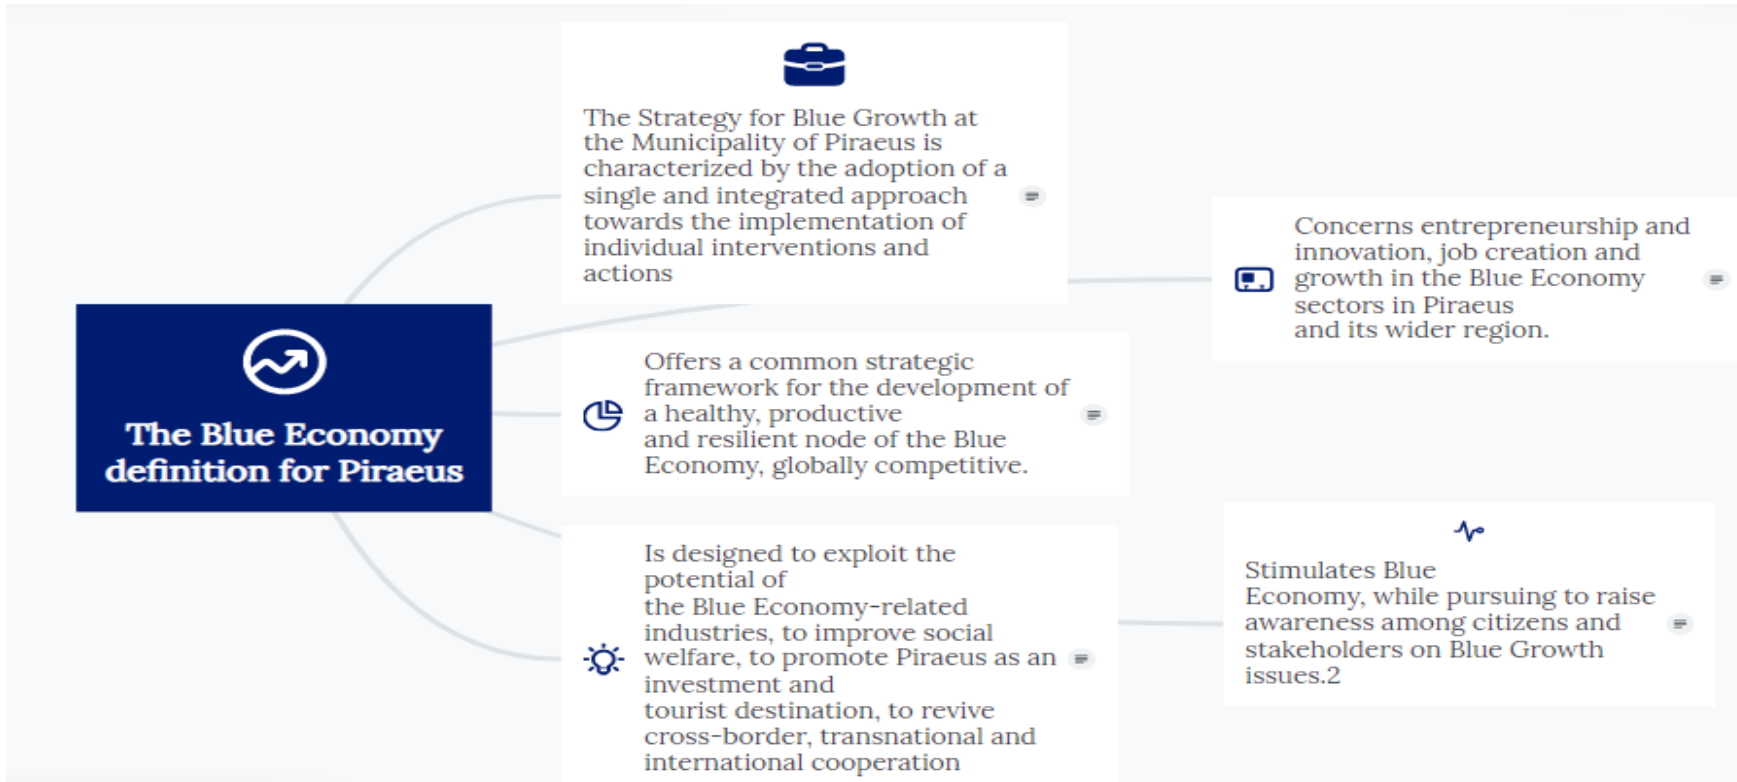 The Blue Economy
definition for Piraeus
The Strategy for Blue Growth at
the Municipality of Piraeus is
characterized by the adoption of a
single and integrated approach
towards the implementation of
individual interventions and
actions
Concerns entrepreneurship and
innovation, job creation and
growth in the Blue Economy
sectors in Piraeus
and its wider region.
Offers a common strategic
framework for the development of
a healthy, productive
and resilient node of the Blue
Economy, globally competitive.
Is designed to exploit the
potential of
the Blue Economy-related
industries, to improve social
welfare, to promote Piraeus as an
investment and
tourist destination, to revive
cross-border, transnational and
international cooperation
Stimulates Blue
Economy, while pursuing to raise
awareness among citizens and
stakeholders on Blue Growth
issues.2